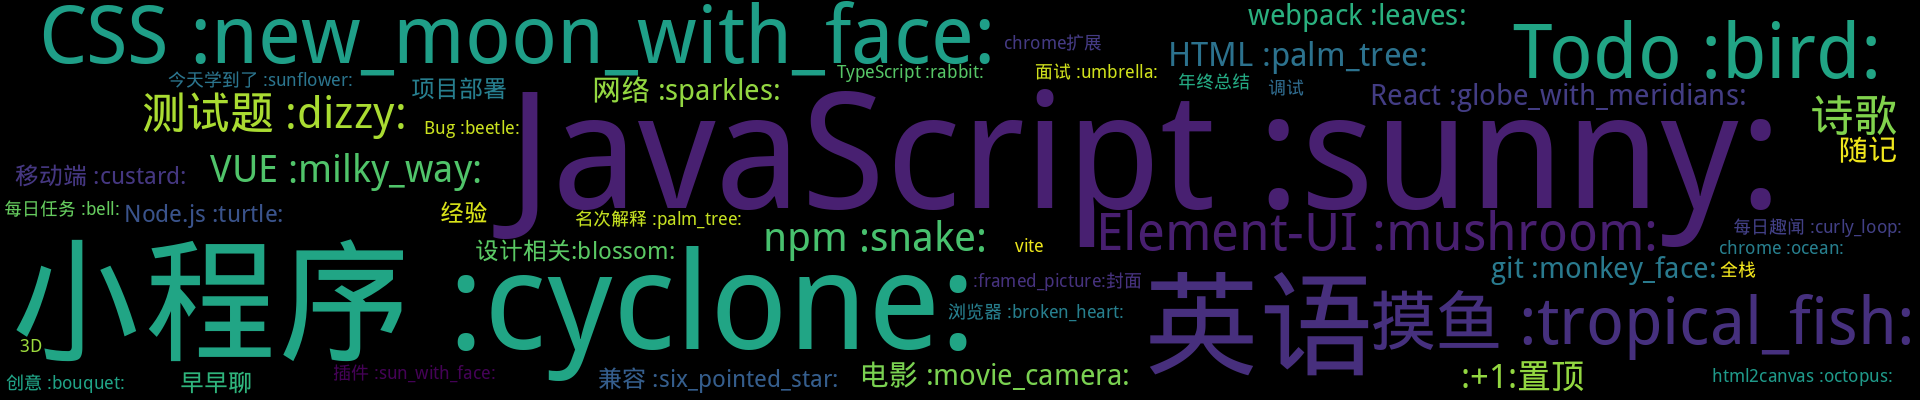 CSS :new_moon_with_face:
webpack :leaves:
Todo :bird:
chrome扩展
HTML :palm_tree:
今天学到了 :sunflower:
项目部署
网络 :sparkles:
TypeScript :rabbit:
面试 :umbrella:
年终总结
调试
React :globe_with_meridians:
测试题 :dizzy:
Bug :beetle:
JavaScript :sunny:
诗歌
随记
移动端 :custard:
VUE :milky_way:
每日任务 :bell:
Node.js :turtle:
经验
名次解释 :palm_tree:
设计相关:blossom:
npm :snake:
vite
Element-UI :mushroom:
每日趣闻 :curly_loop:
chrome :ocean:
git :monkey_face:
全栈
小程序 :cyclone:
:framed_picture:封面
浏览器 :broken_heart:
英语
摸鱼 :tropical_fish:
3D
创意 :bouquet:
早早聊
插件 :sun_with_face:
兼容 :six_pointed_star:
电影 :movie_camera:
:+1:置顶
html2canvas :octopus: